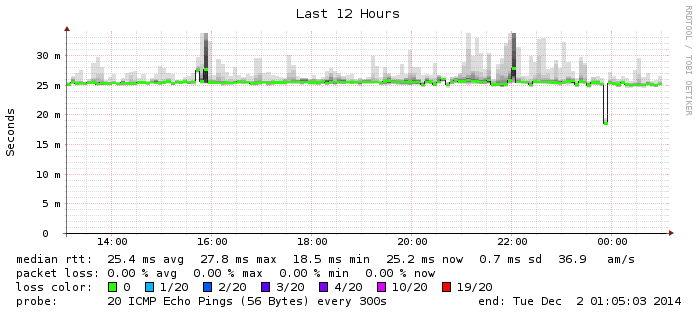 Last 12 Hours
RRDTOOL / TOBI OETIKER
Seconds
30 m
25 m
20 m
15 m
10 m
5 m
0
14:00 16:00 18:00 20:00 22:00 00:00
median rtt: 25.4 ms avg 27.8 ms max 18.5 ms min 25.2 ms now 0.7 ms sd 36.9 am/s
packet loss: 0.00 % avg 0.00 % max 0.00 % min 0.00 % now
loss color: 0 1/20 2/20 3/20 4/20 10/20 19/20
probe: 20 ICMP Echo Pings (56 Bytes) every 300s end: Tue Dec 2 01:05:03 2014